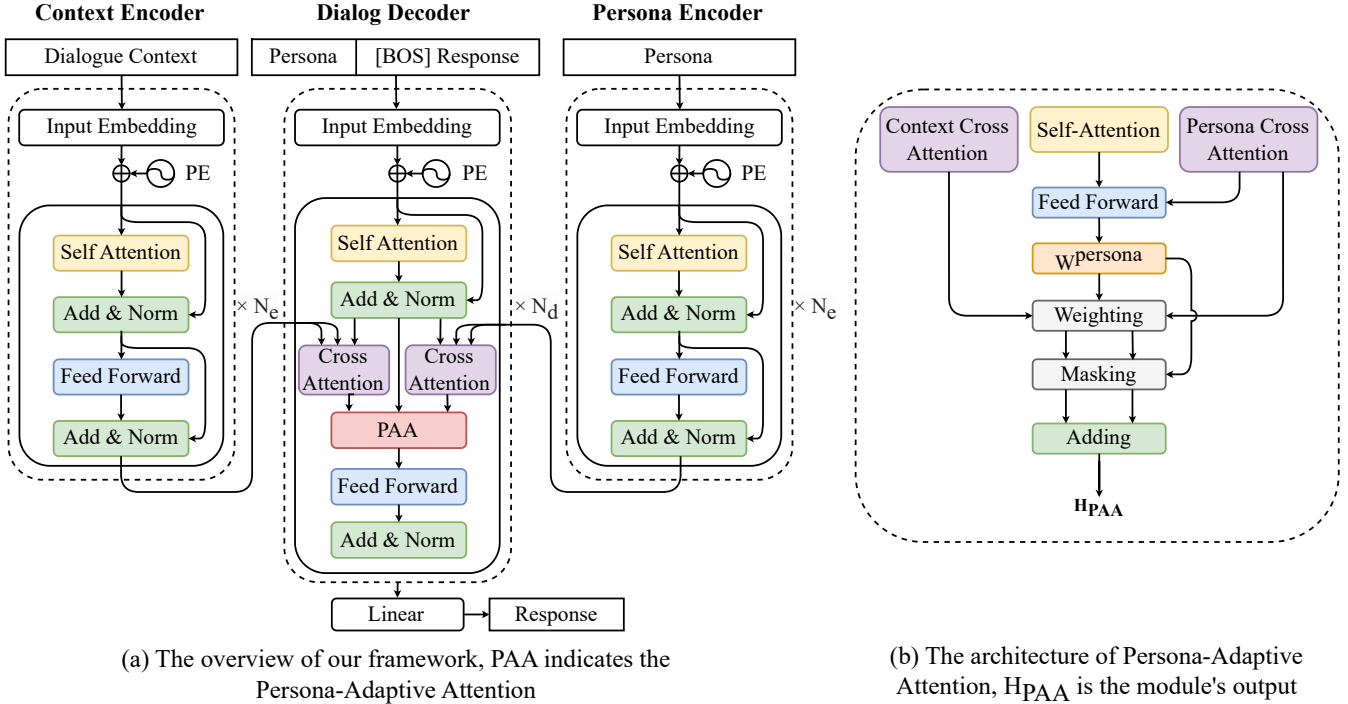 Context Encoder
Dialog Decoder
Persona Encoder
Dialogue Context
Persona
[BOS] Response
Persona
Input Embedding
Input Embedding
Input Embedding
PE
PE
PE
Self Attention
Add & Norm
Feed Forward
Add & Norm
× Ne
Self Attention
Add & Norm
Cross
Attention
Cross
Attention
PAA
Feed Forward
Add & Norm
× Nd
Linear
Response
Self Attention
Add & Norm
Feed Forward
Add & Norm
× Ne
(a) The overview of our framework, PAA indicates the
Persona-Adaptive Attention
Context Cross
Attention
Self-Attention
Persona Cross
Attention
Feed Forward
Wpersona
Weighting
Masking
Adding
HPAA
(b) The architecture of Persona-Adaptive
Attention, HPAA is the module's output